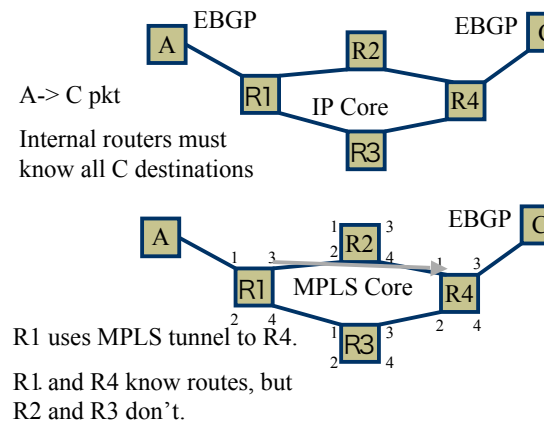 EBGP
EBGP
A
R2
C
A-> C pkt
R1
IP Core
R4
Internal routers must
know all C destinations
R3
EBGP
A
1 3
R2
C
2 4
1 3
1 3
R1
MPLS Core
R4
2 4
1 3
2 4
R1 uses MPLS tunnel to R4.
R3
2 4
R1 and R4 know routes, but
R2 and R3 don't.